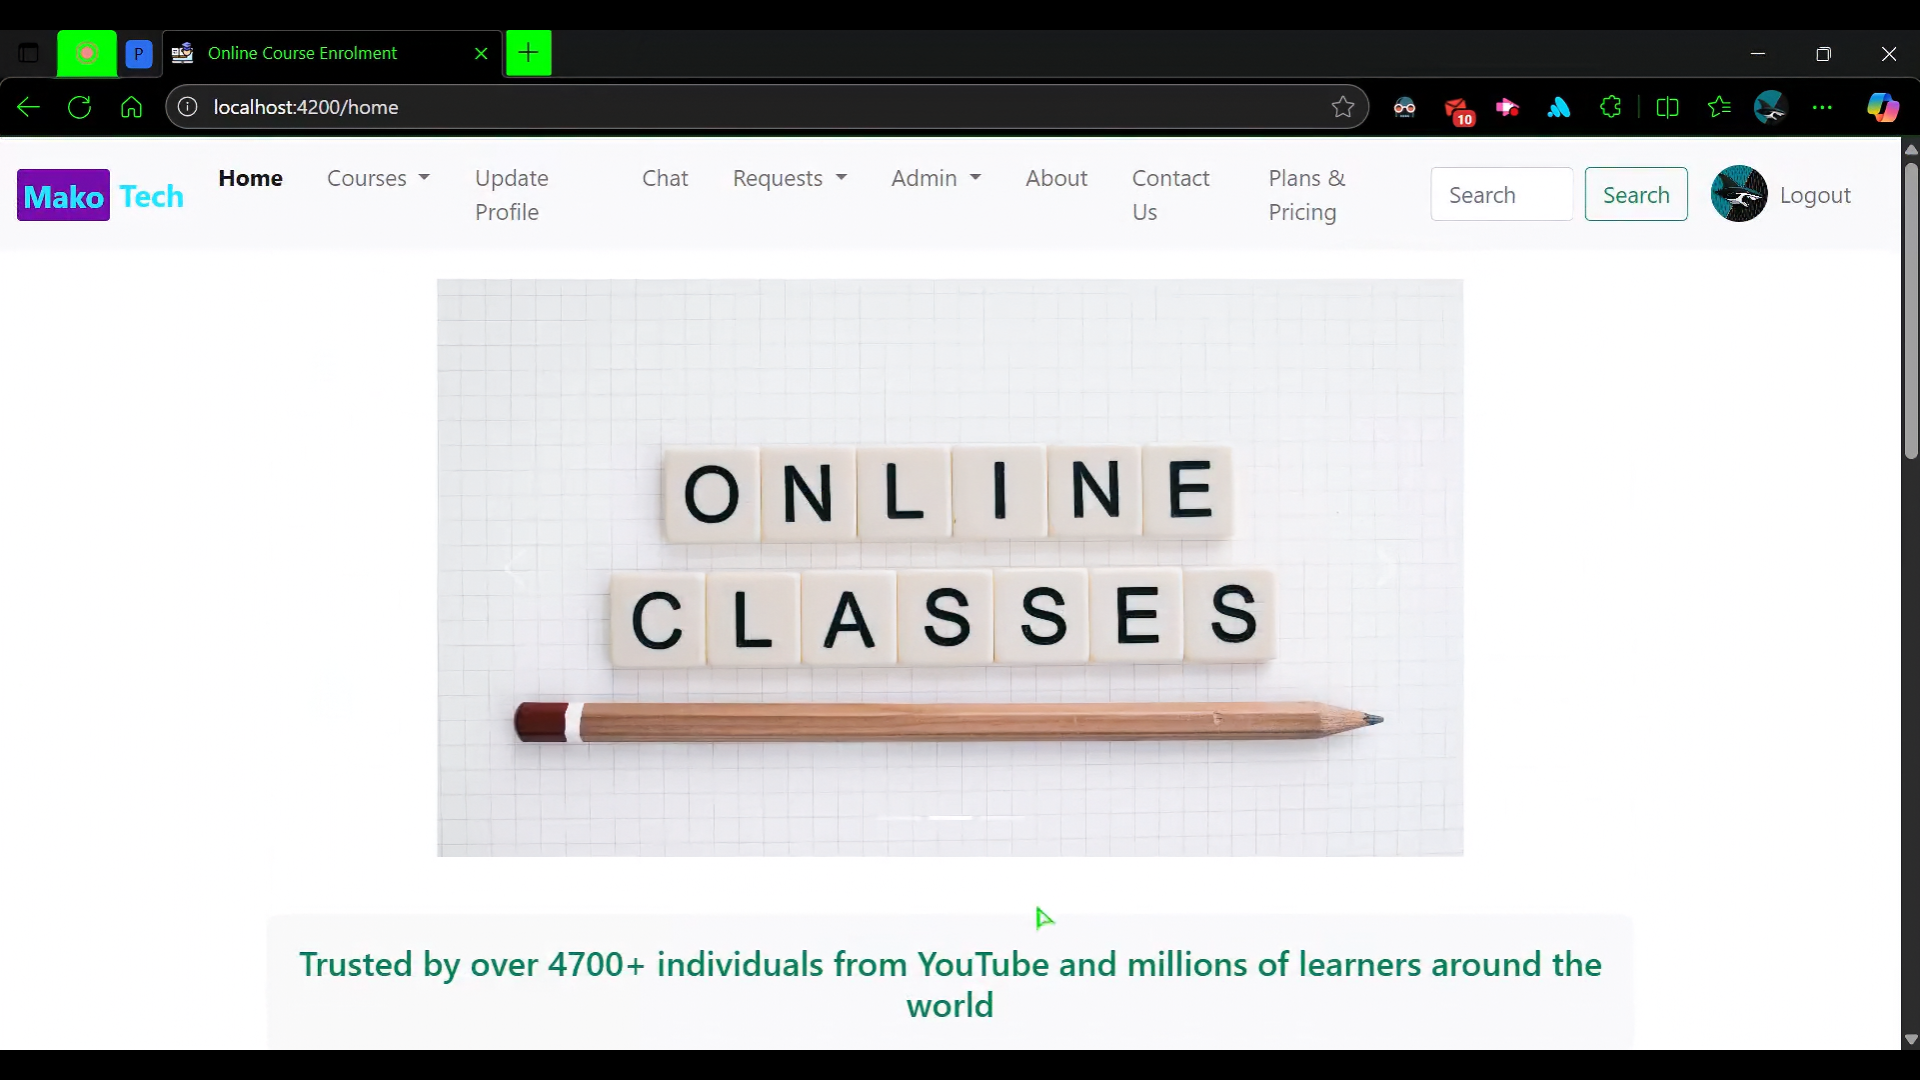 P
Online Course Enrolment
localhost:4200/home
10
Mako Tech
Home
Courses
Update
Profile
Chat
Requests
Admin
About
Contact
Us
Plans &
Pricing
Search
Search
Logout
ONLINE
CLASSES
Trusted by over 4700+ individuals from YouTube and millions of learners around the
world